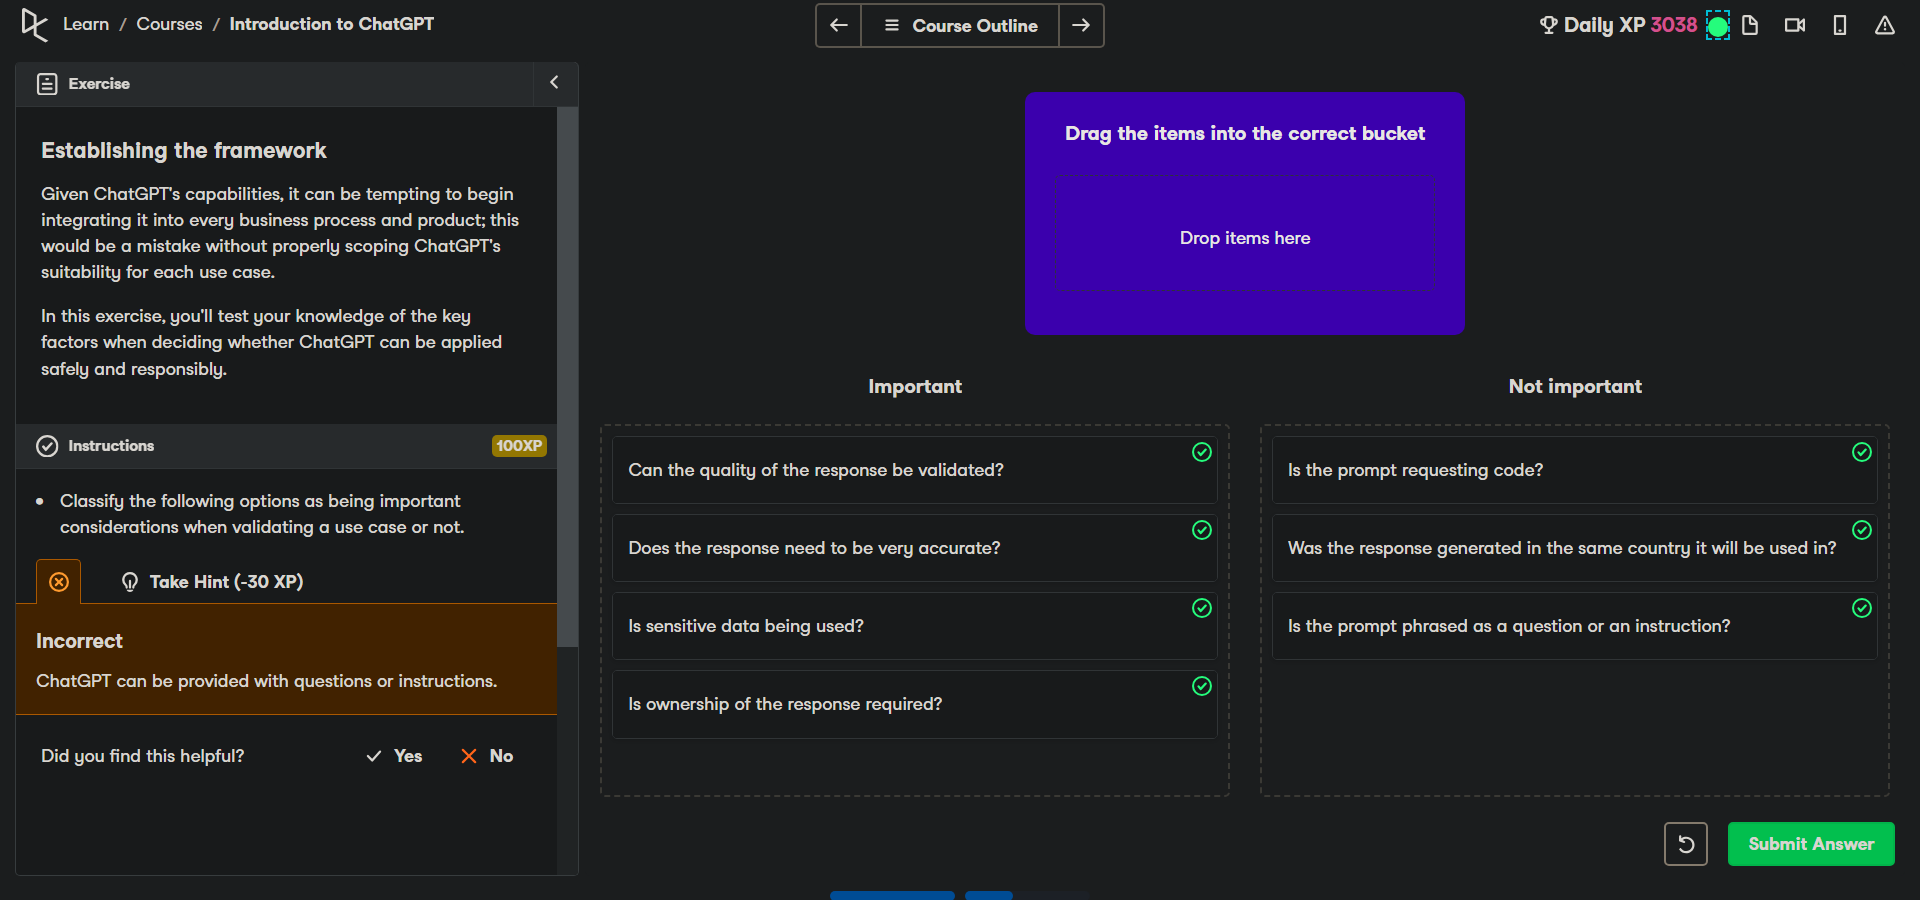 Learn / Courses / Introduction to ChatGPT
Course Outline
Daily XP 3038
Exercise
Establishing the framework
Given ChatGPT's capabilities, it can be tempting to begin
integrating it into every business process and product; this
would be a mistake without properly scoping ChatGPT's
suitability for each use case.
In this exercise, you'll test your knowledge of the key
factors when deciding whether ChatGPT can be applied
safely and responsibly.
Instructions
100XP
Classify the following options as being important
considerations when validating a use case or not.
Take Hint (-30 XP)
Incorrect
ChatGPT can be provided with questions or instructions.
Did you find this helpful?
Yes
No
Drag the items into the correct bucket
Drop items here
Important
Can the quality of the response be validated?
Does the response need to be very accurate?
Is sensitive data being used?
Is ownership of the response required?
Not important
Is the prompt requesting code?
Was the response generated in the same country it will be used in?
Is the prompt phrased as a question or an instruction?
Submit Answer